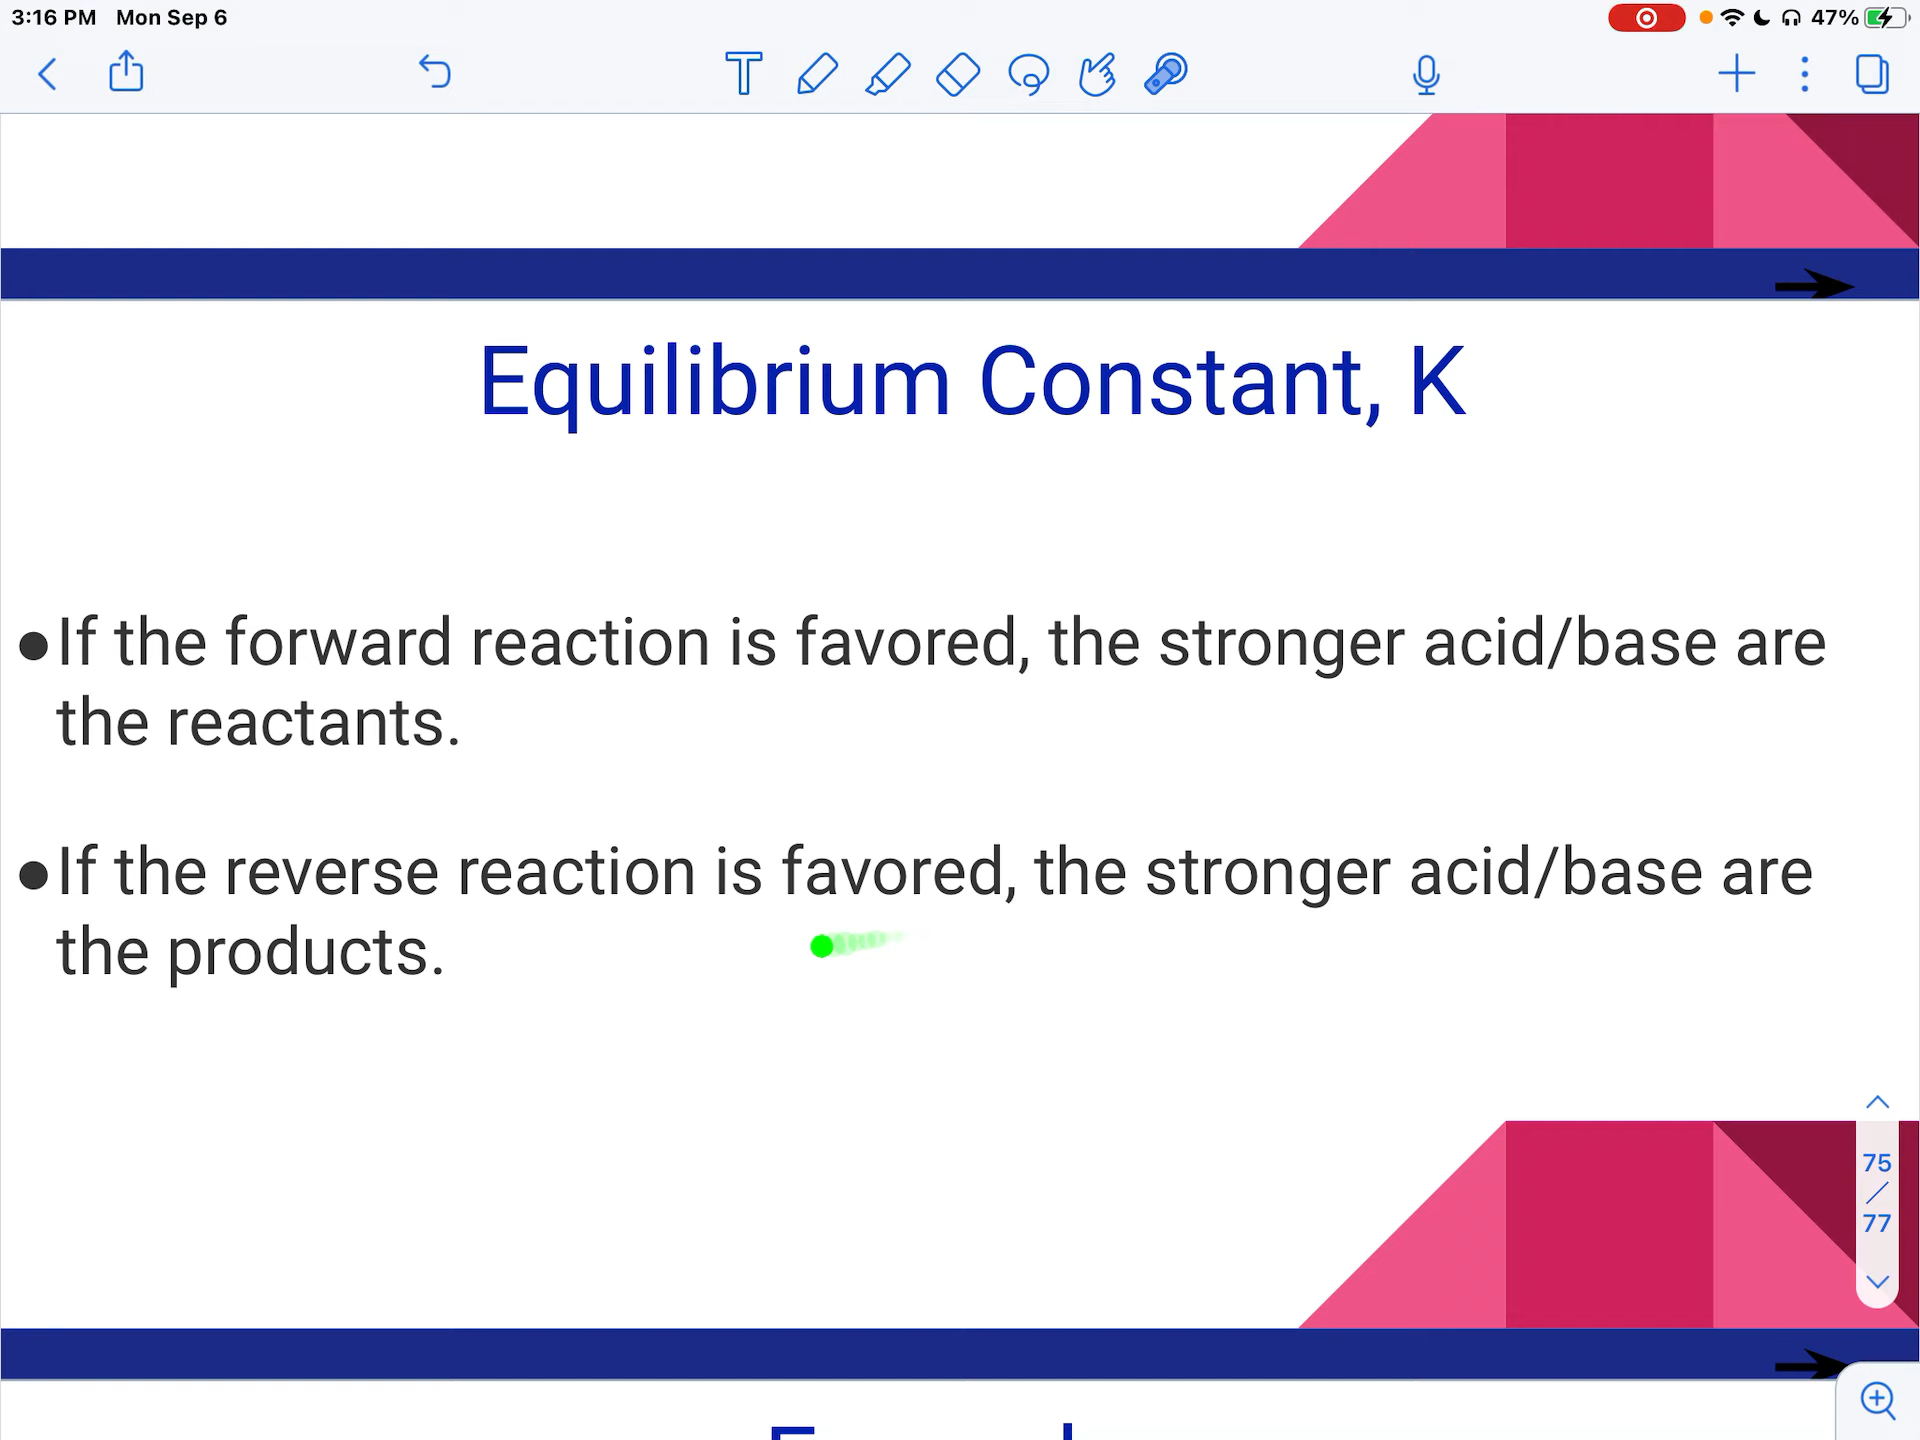 3:16 PM Mon Sep 6
47%
T
Equilibrium Constant, K
●If the forward reaction is favored, the stronger acid/base are
the reactants.
●If the reverse reaction is favored, the stronger acid/base are
the products.
75
/
77